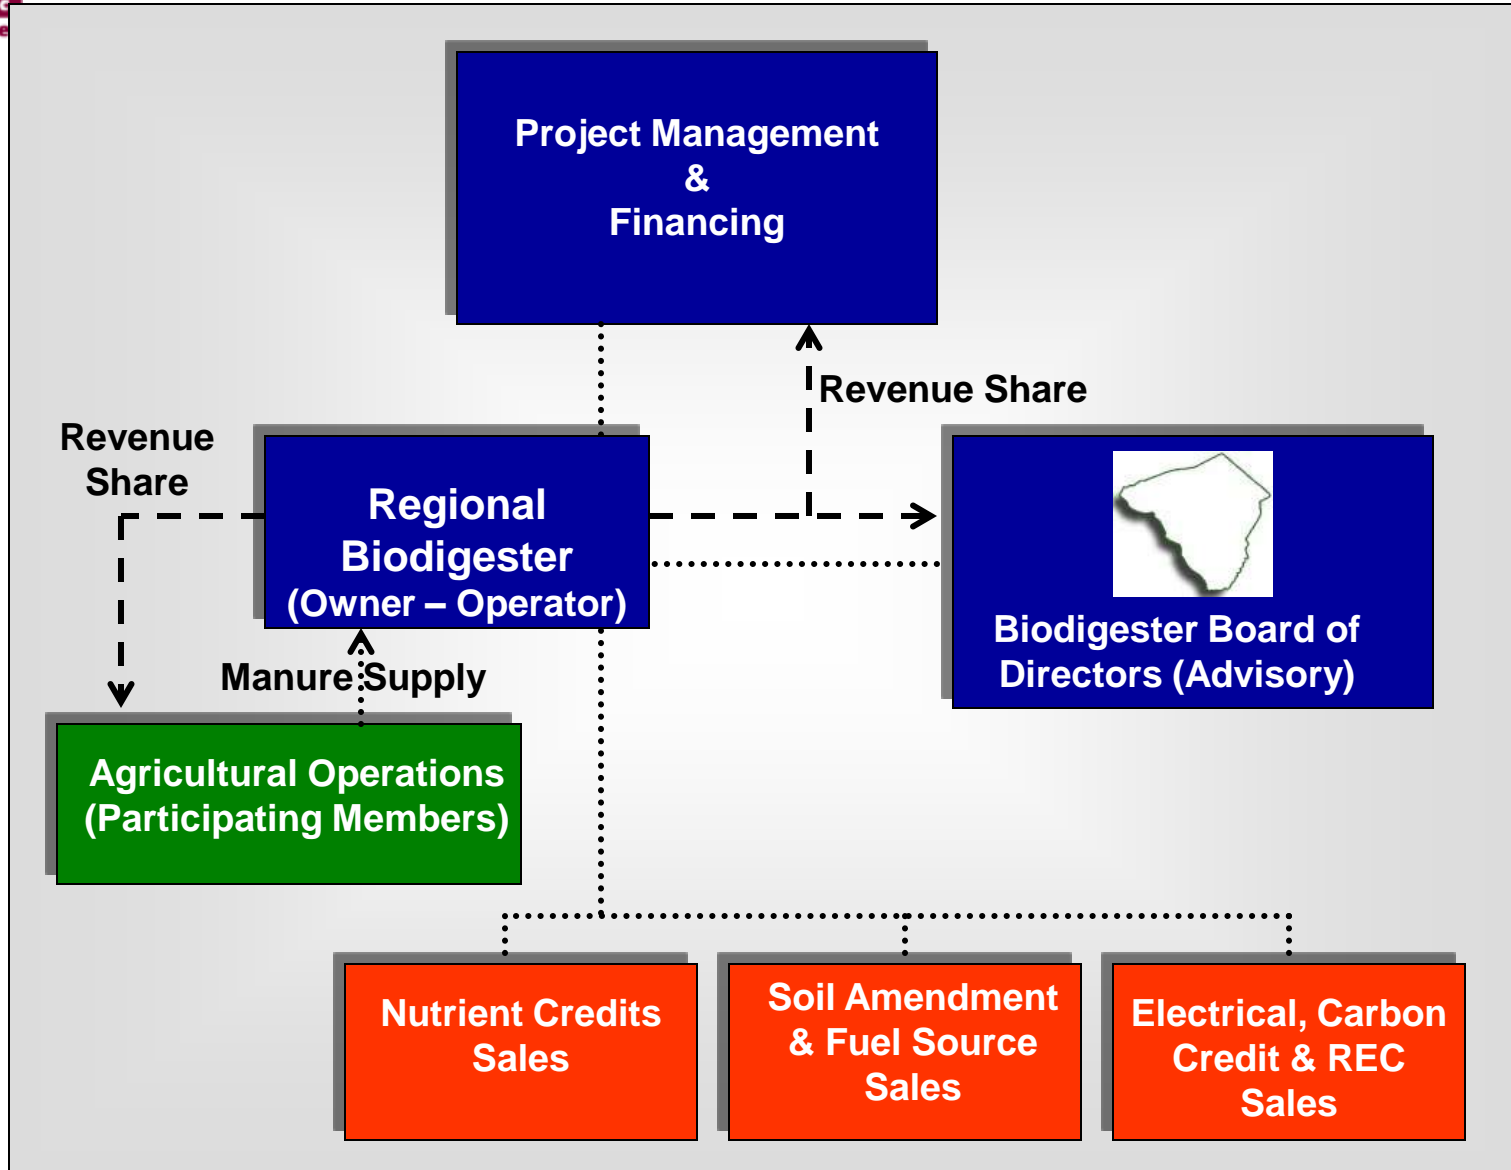 Project Management
&
Financing
Revenue Share
Revenue
Share
Regional
Biodigester
(Owner – Operator)
Biodigester Board of
Directors (Advisory)
Manure Supply
Agricultural Operations
(Participating Members)
Nutrient Credits
Sales
Soil Amendment
& Fuel Source
Sales
Electrical, Carbon
Credit & REC
Sales